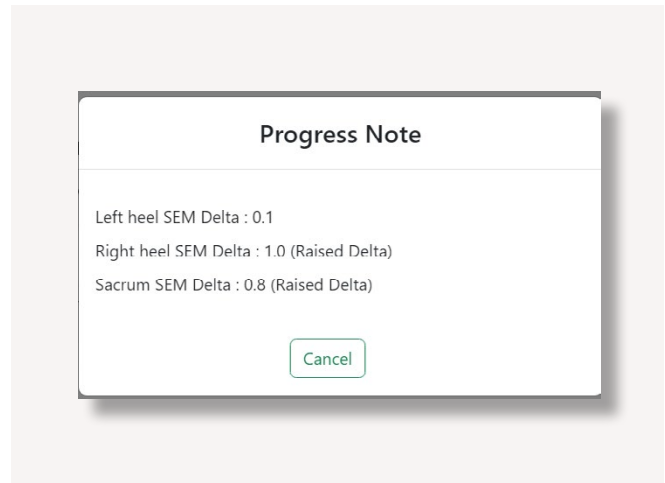 Progress Note
Left heel SEM Delta : 0.1
Right heel SEM Delta : 1.0 (Raised Delta)
Sacrum SEM Delta : 0.8 (Raised Delta)
Cancel